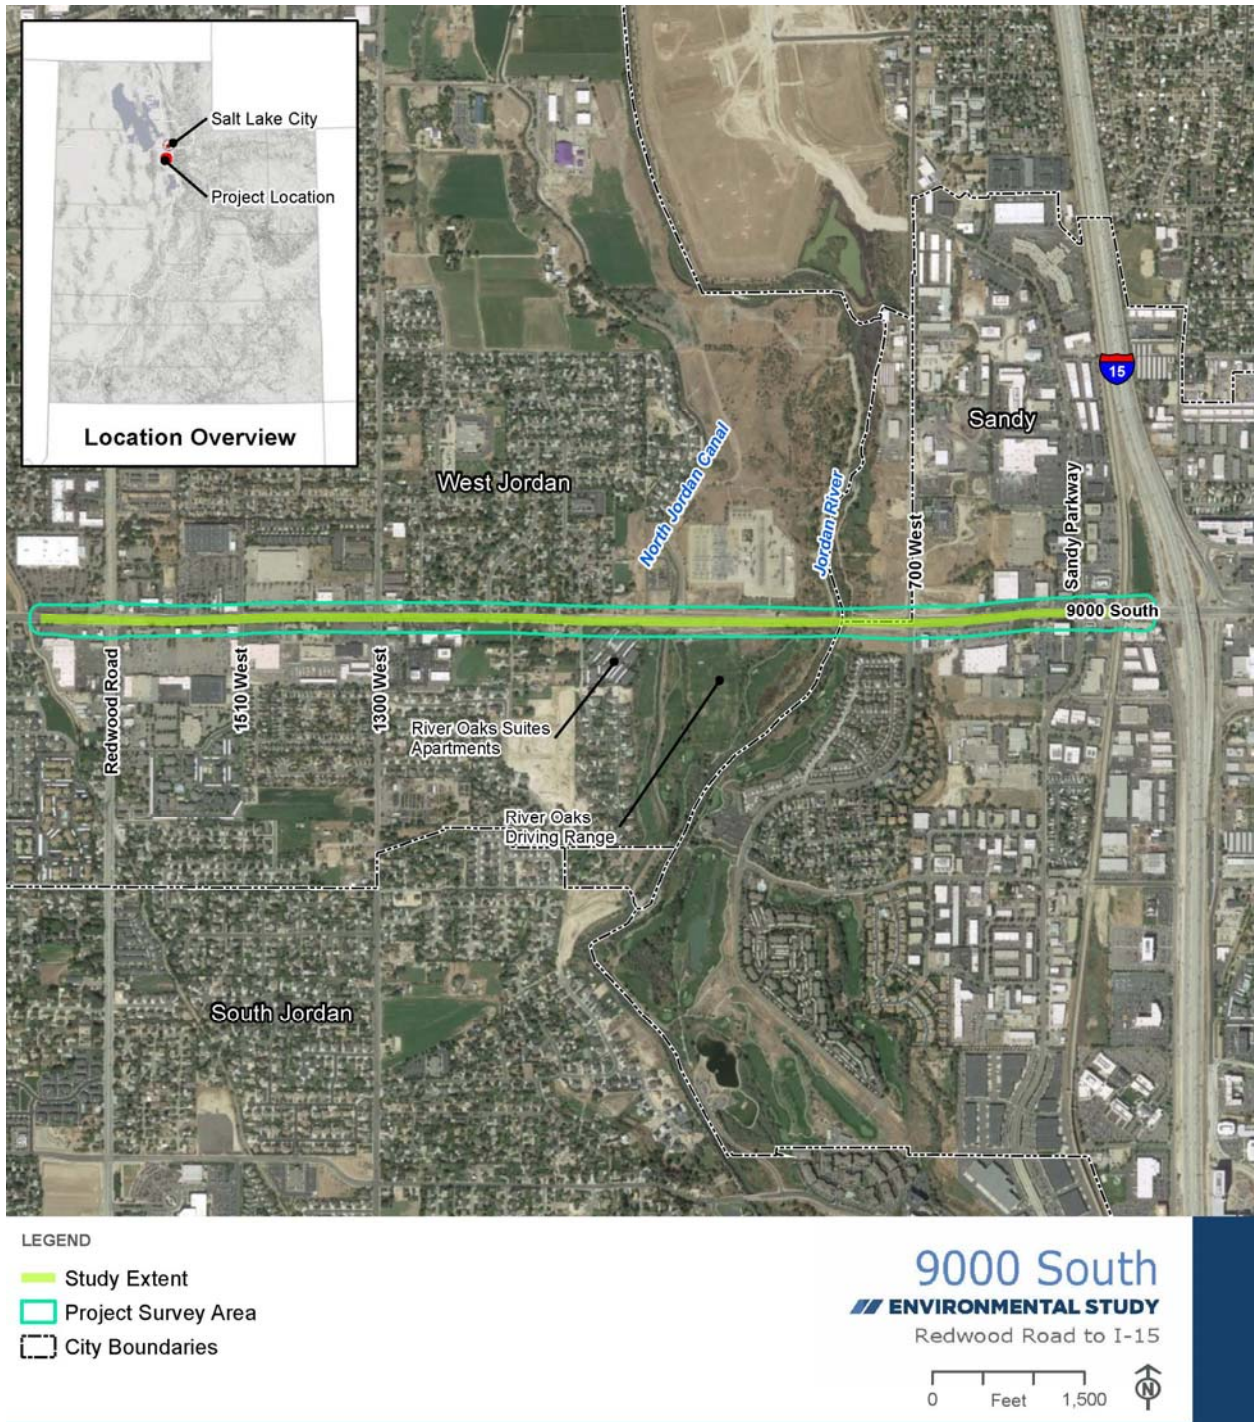 Salt Lake City
Project Location
Location Overview
15
Sandy
West Jordan
North Jordan Canal
Jordan River
700 West
Sandy Parkway
9000 South
Redwood Road
1510 West
1300 West
River Oaks Suites
Apartments
River Oaks
Driving Range
South Jordan
LEGEND
Study Extent
Project Survey Area
City Boundaries
9000 South
ENVIRONMENTAL STUDY
Redwood Road to I-15
0 Feet 1,500
N